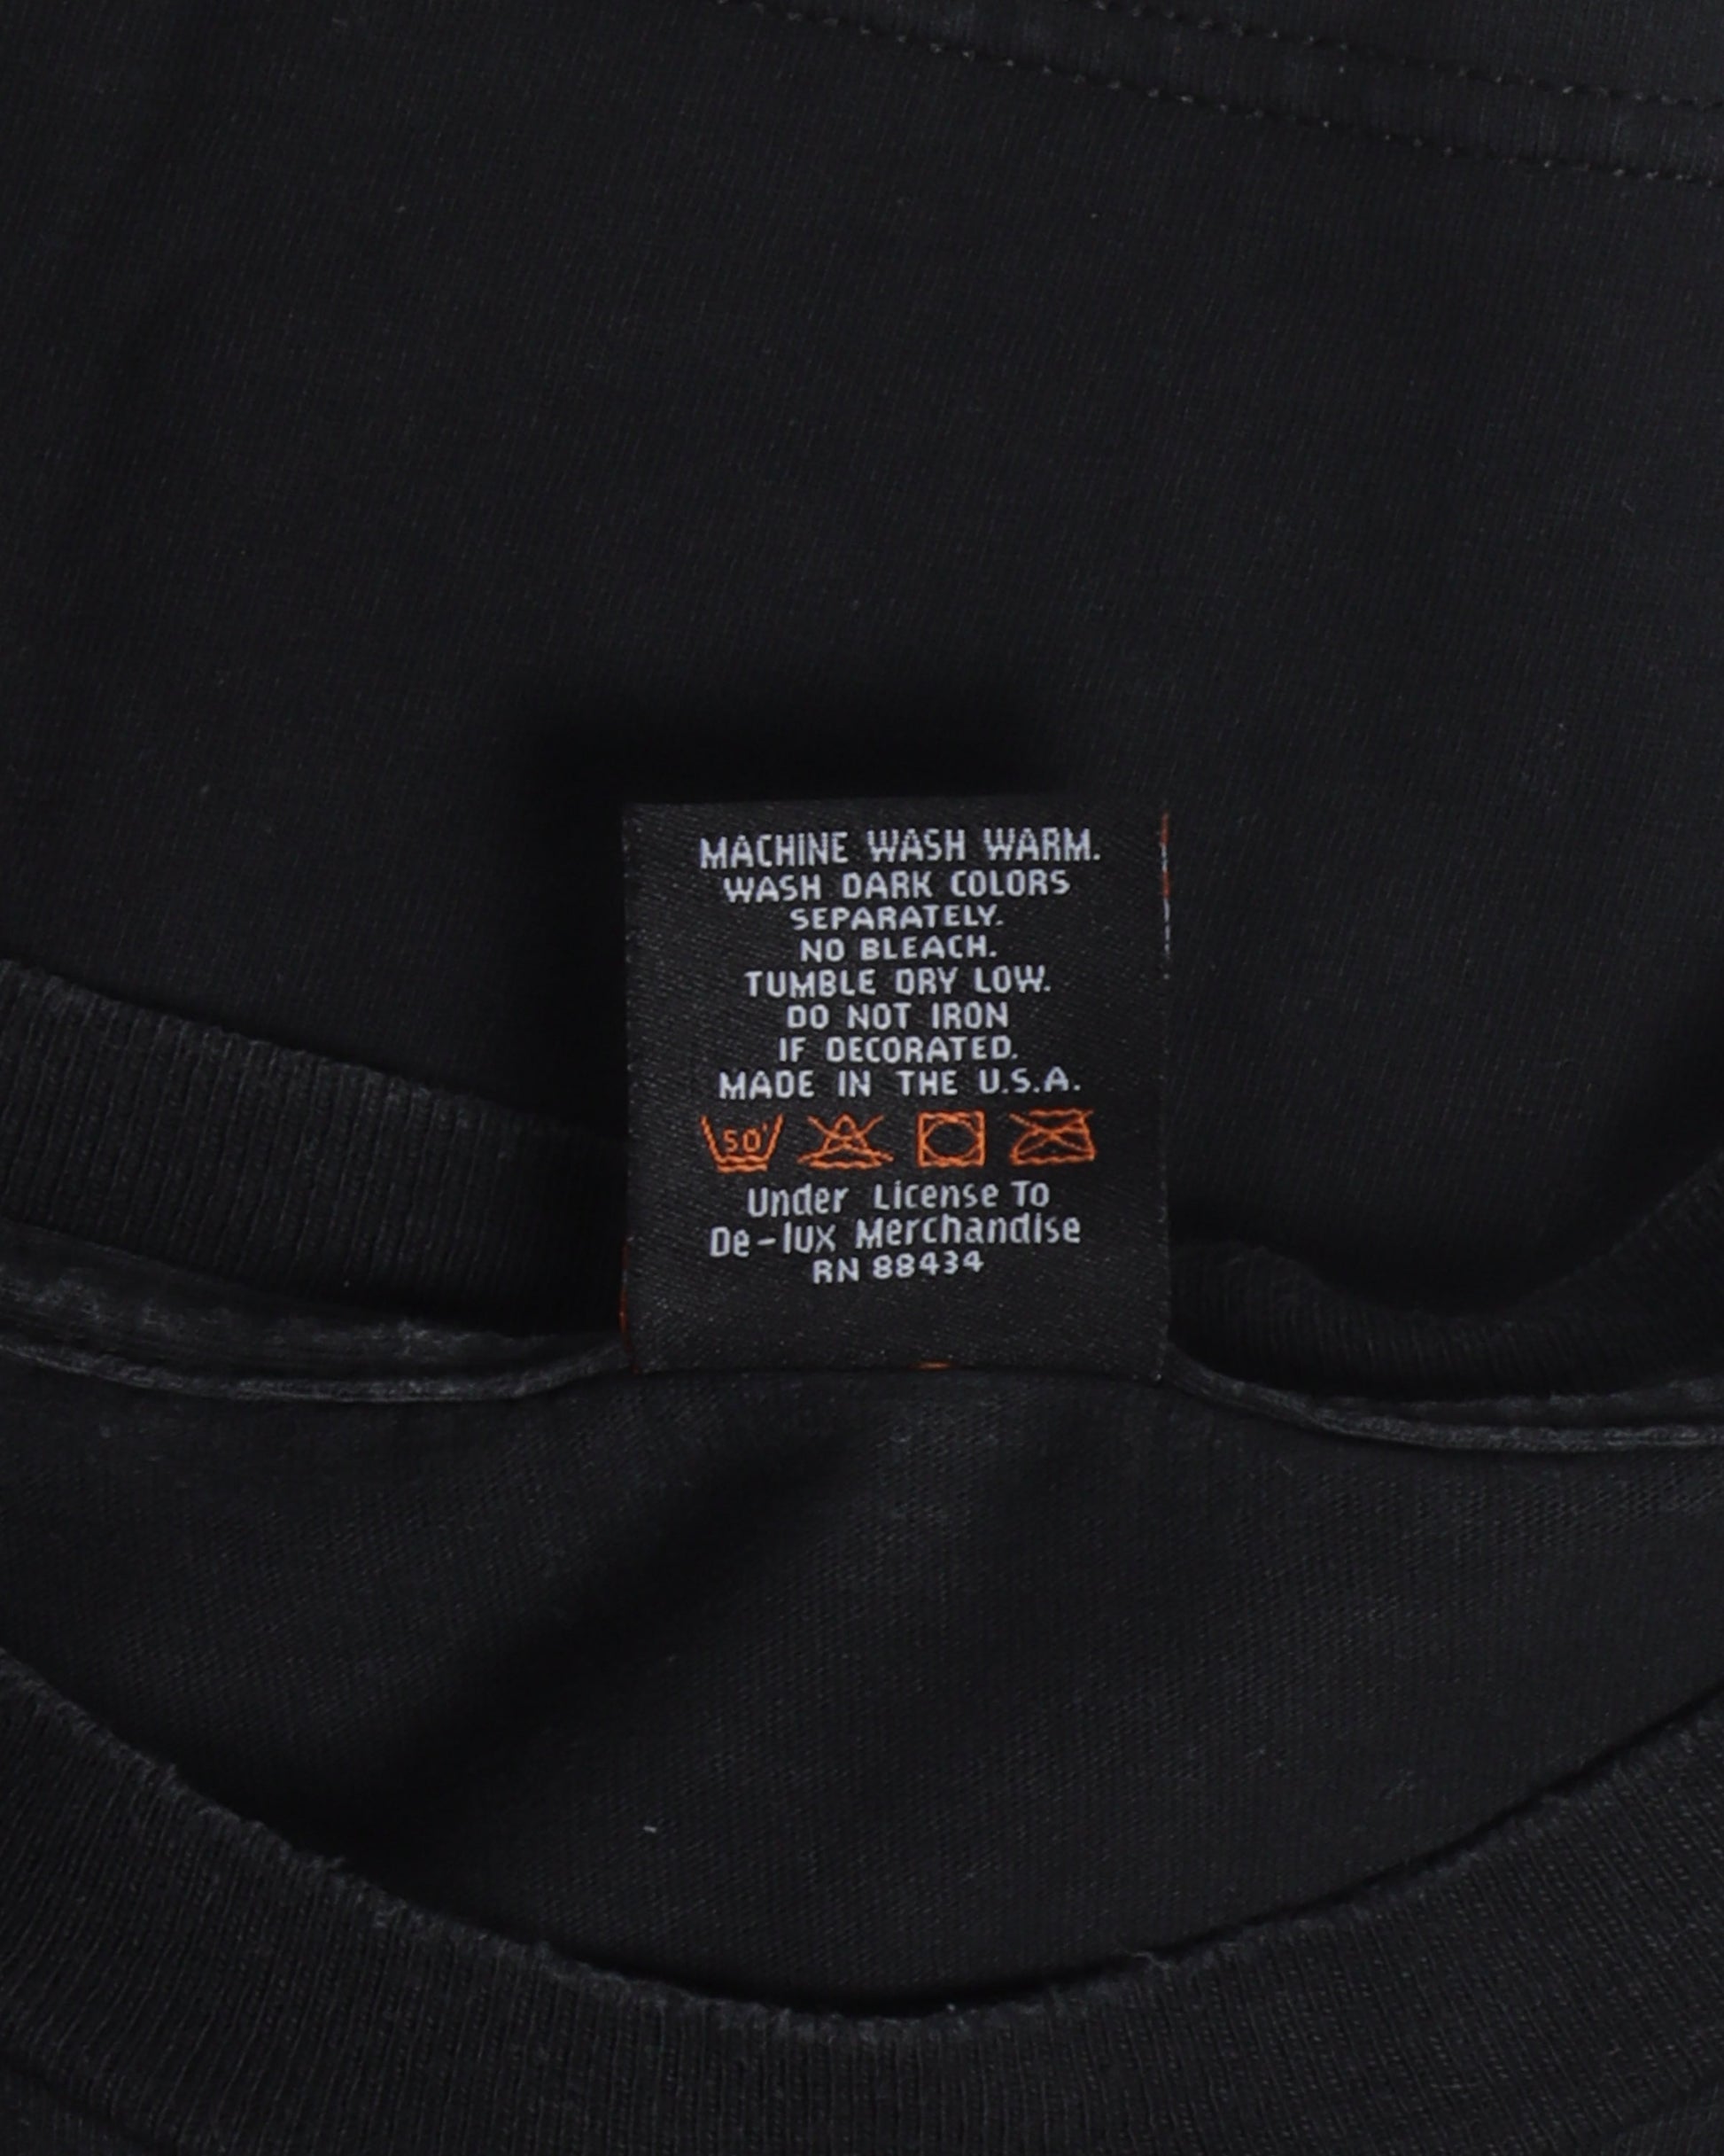 MACHINE WASH WARM.
WASH DARK COLORS
SEPARATELY.
NO BLEACH.
TUMBLE DRY LOW.
DO NOT IRON
IF DECORATED.
MADE IN THE U.S.A.
50°
Under License To
De-lux Merchandise
RN 88434